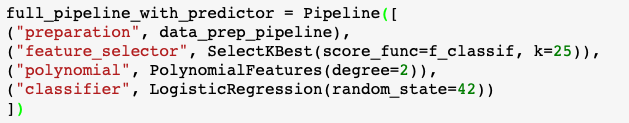 full_pipeline_with_predictor = Pipeline([
("preparation", data_prep_pipeline),
("feature_selector", SelectKBest(score_func=f_classif, k=25)),
("polynomial", PolynomialFeatures(degree=2)),
("classifier", LogisticRegression(random_state=42))
])